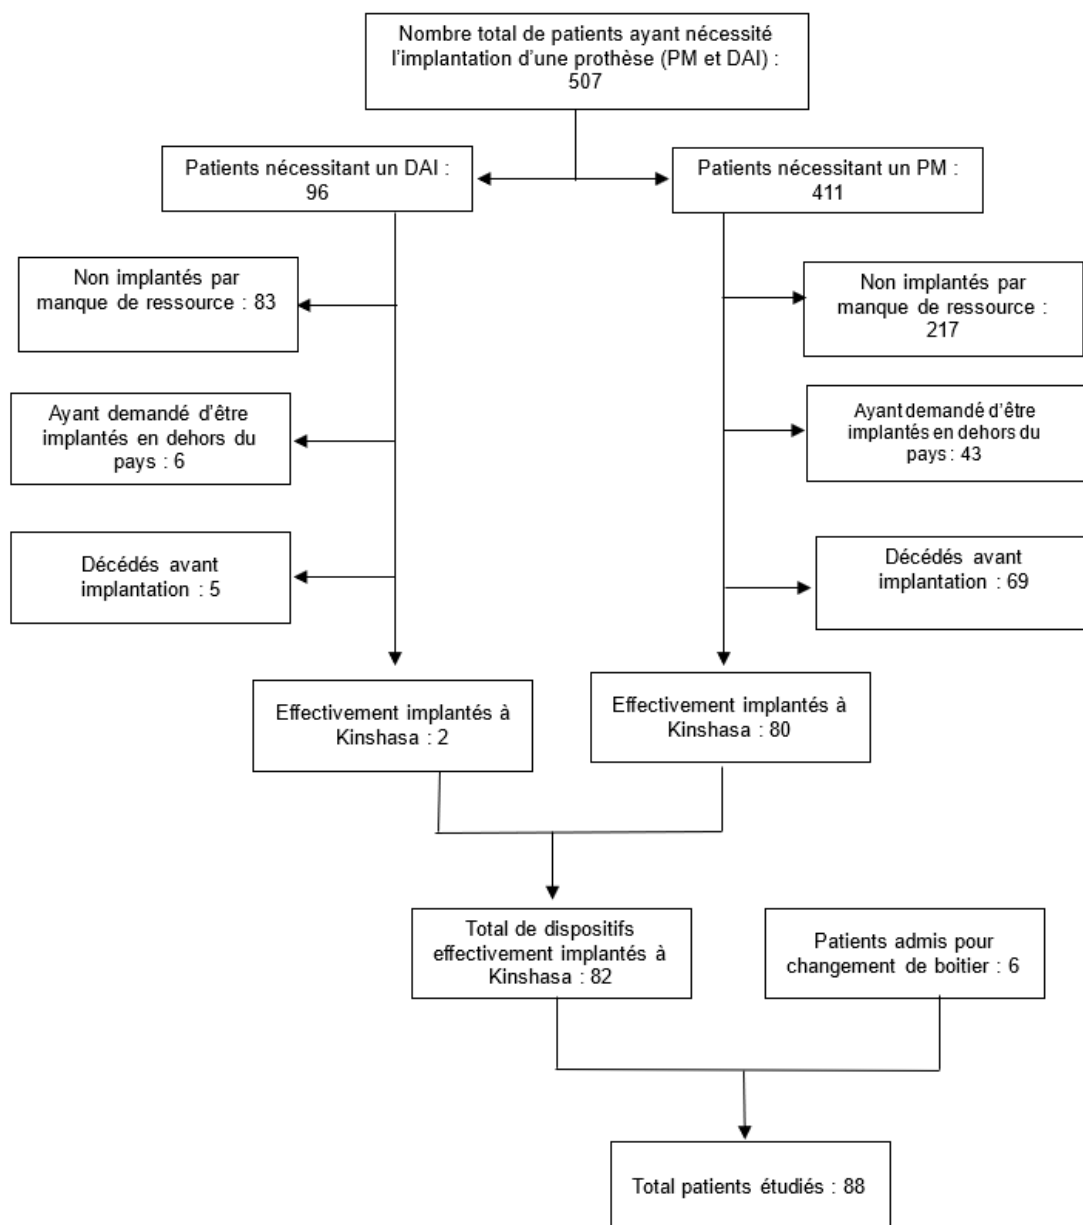 Nombre total de patients ayant nécessité
l'implantation d'une prothèse (PM et DAI) :
507
Patients nécessitant un DAI :
96
Patients nécessitant un PM :
411
Non implantés par
manque de ressource : 83
Non implantés par
manque de ressource :
217
Ayant demandé d'être
implantés en dehors du
pays : 6
Ayant demandé d'être
implantés en dehors du
pays : 43
Décédés avant
implantation : 5
Décédés avant
implantation : 69
Effectivement implantés à
Kinshasa : 2
Effectivement implantés à
Kinshasa : 80
Total de dispositifs
effectivement implantés à
Kinshasa : 82
Patients admis pour
changement de boitier : 6
Total patients étudiés : 88